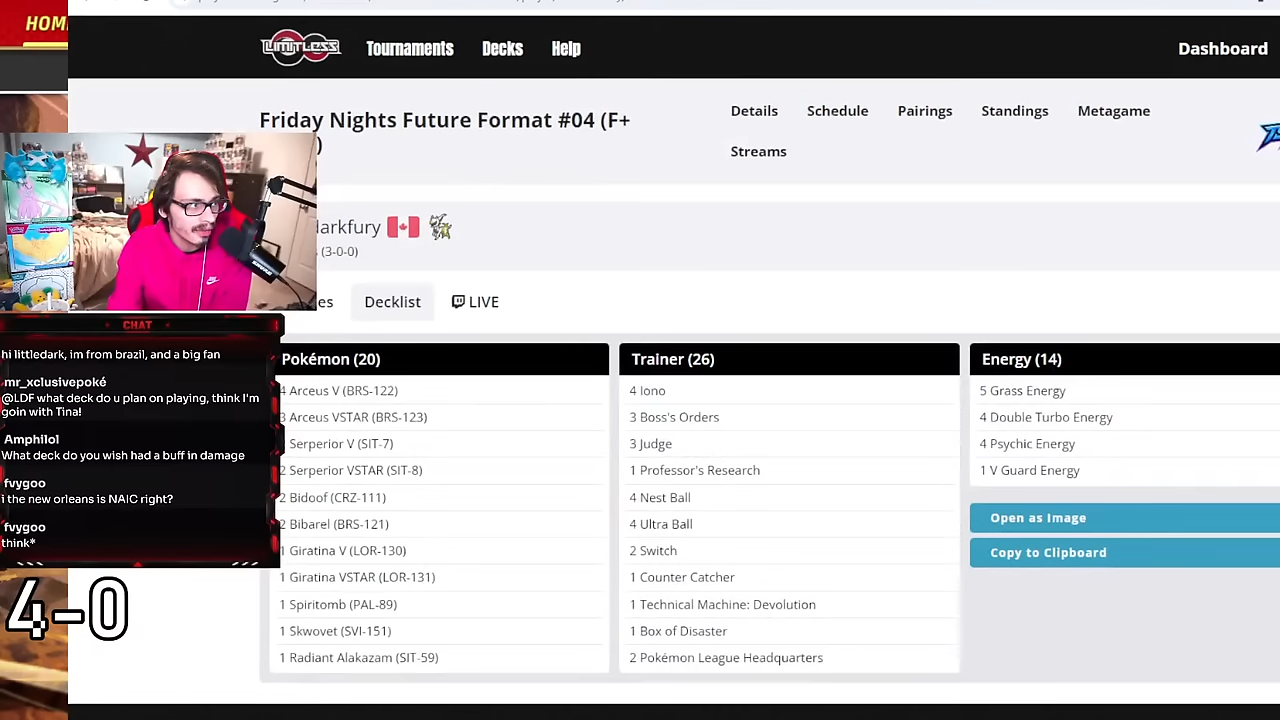 HOME
LIMITLESS
Tournaments
Decks
Help
Dashboard
Friday Nights Future Format #04 (F+
)
Details
Schedule
Pairings
Standings
Metagame
Streams
darkfury
(3-0-0)
Decklist
LIVE
CHAT
hi littledark, im from brazil, and a big fan
mr_xclusivepoké
@LDF what deck do u plan on playing, think I'm
goin with Tina!
Amphilol
What deck do you wish had a buff in damage
fvygoo
i the new orleans is NAIC right?
fvygoo
think*
4-0
Pokémon (20)
4 Arceus V (BRS-122)
3 Arceus VSTAR (BRS-123)
Serperior V (SIT-7)
2 Serperior VSTAR (SIT-8)
2 Bidoof (CRZ-111)
2 Bibarel (BRS-121)
1 Giratina V (LOR-130)
1 Giratina VSTAR (LOR-131)
1 Spiritomb (PAL-89)
1 Skwovet (SVI-151)
1 Radiant Alakazam (SIT-59)
Trainer (26)
4 Iono
3 Boss's Orders
3 Judge
1 Professor's Research
4 Nest Ball
4 Ultra Ball
2 Switch
1 Counter Catcher
1 Technical Machine: Devolution
1 Box of Disaster
2 Pokémon League Headquarters
Energy (14)
5 Grass Energy
4 Double Turbo Energy
4 Psychic Energy
1 V Guard Energy
Open as Image
Copy to Clipboard